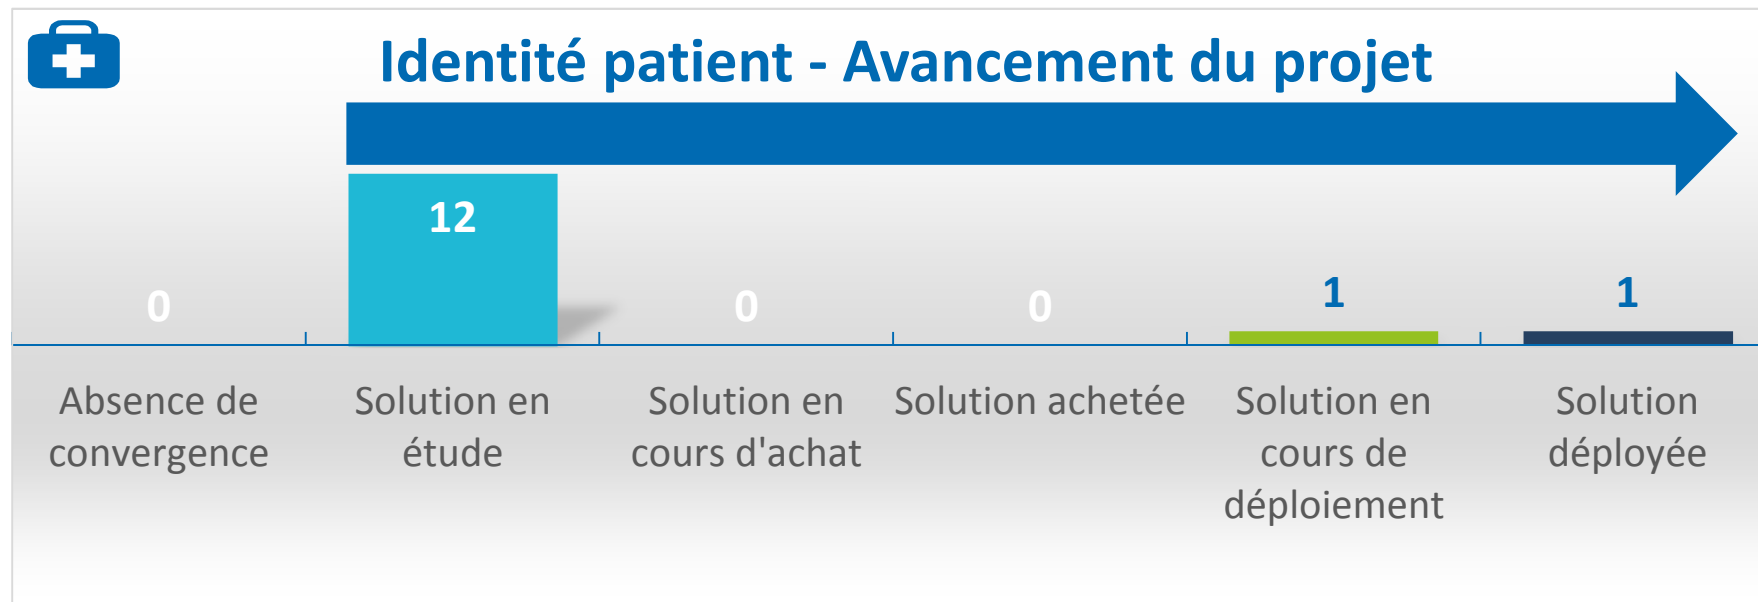 Identité patient - Avancement du projet
12
0
0
0
1
1
Absence de
convergence
Solution en
étude
Solution en
cours d'achat
Solution achetée
Solution en
cours de
déploiement
Solution
déployée